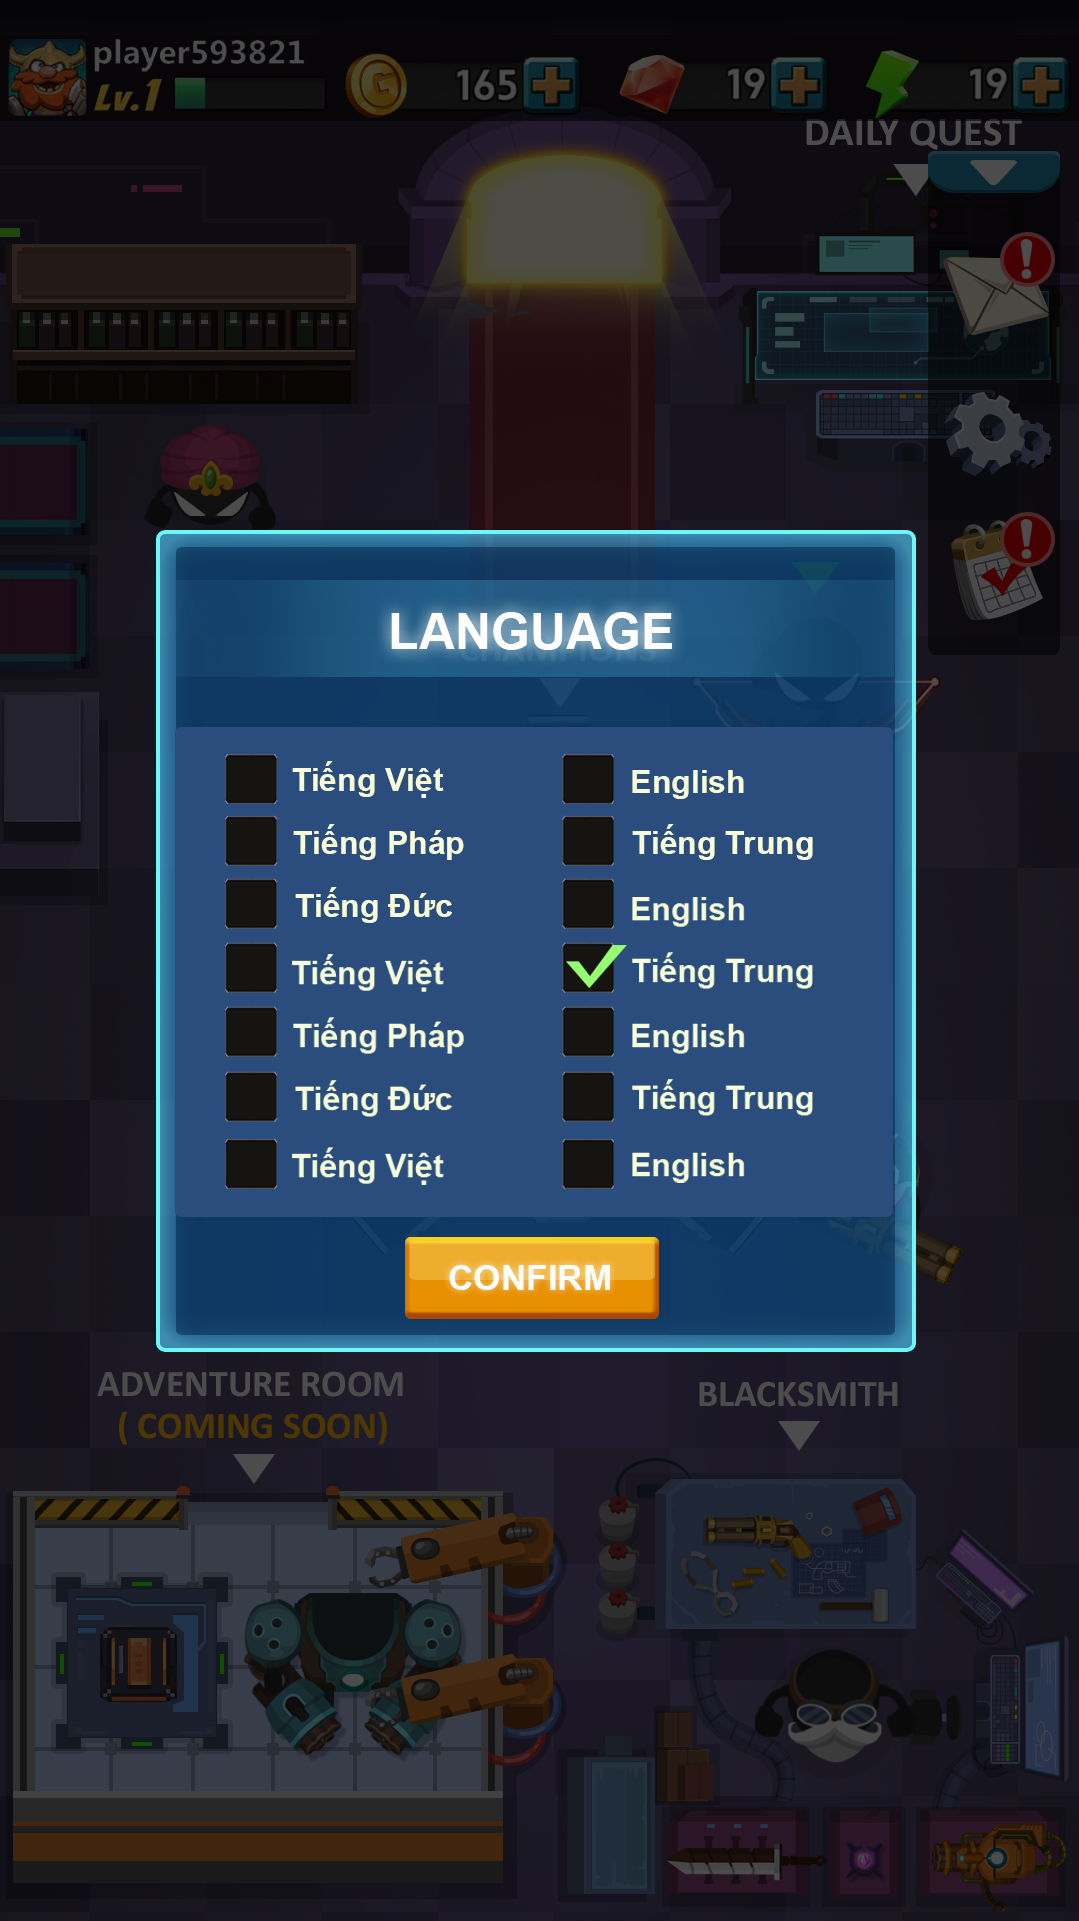 player593821
Lv.1
165
19
19
DAILY QUEST
LANGUAGE
CHAMPIONS
Tiếng Việt
English
Tiếng Pháp
Tiếng Trung
Tiếng Đức
English
Tiếng Việt
Tiếng Trung
Tiếng Pháp
English
Tiếng Đức
Tiếng Trung
Tiếng Việt
English
CONFIRM
ADVENTURE ROOM
( COMING SOON)
BLACKSMITH